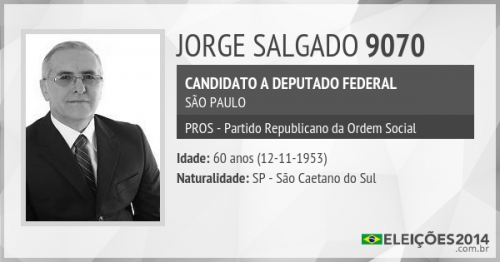 JORGE SALGADO 9070
CANDIDATO A DEPUTADO FEDERAL
SÃO PAULO
PROS - Partido Republicano da Ordem Social
Idade: 60 anos (12-11-1953)
Naturalidade: SP - São Caetano do Sul
ELEIÇÕES2014
.com.br